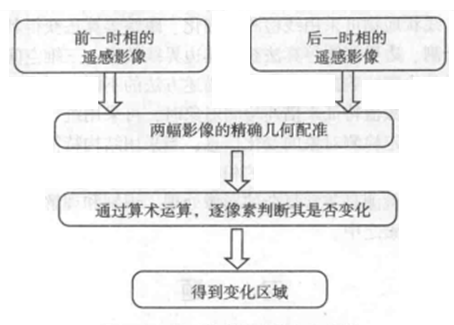 前一时相的
遥感影像
后一时相的
遥感影像
两幅影像的精确几何配准
通过算术运算，逐像素判断其是否变化
得到变化区域